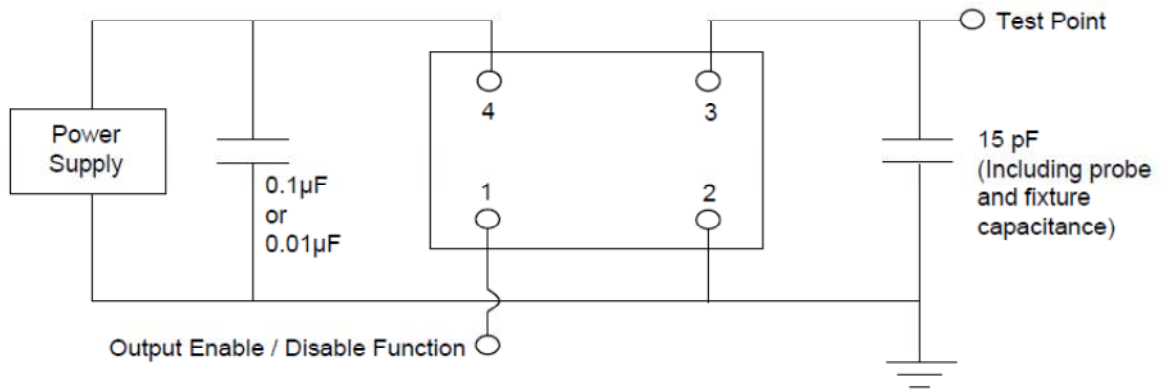 Test Point
4
3
Power
Supply
15 pF
(Including probe
and fixture
capacitance)
0.1µF
or
0.01µF
1
2
Output Enable / Disable Function